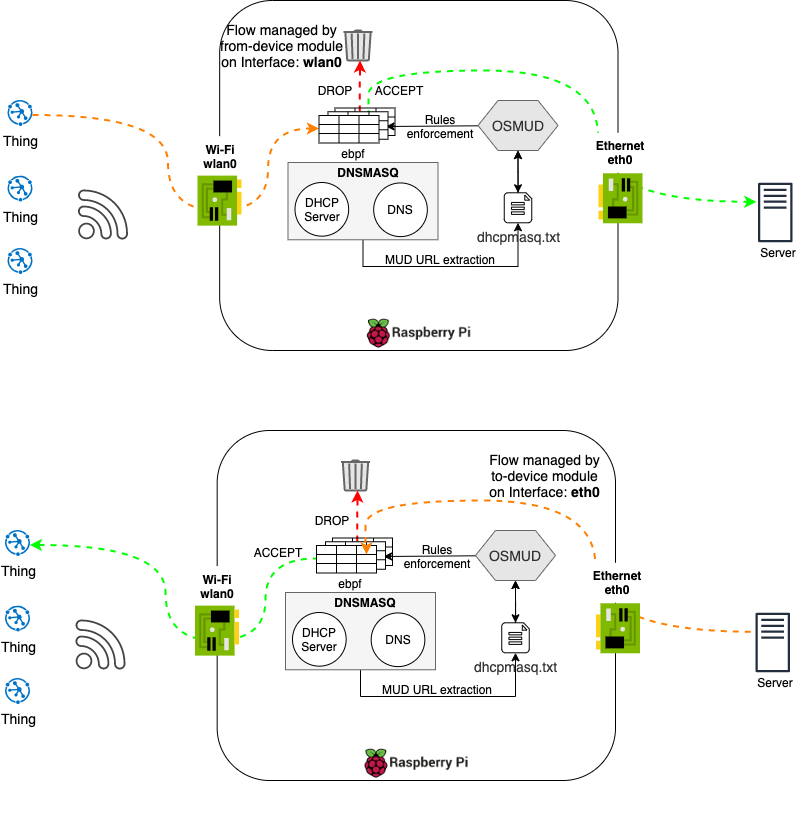 Flow managed by
from-device module
on Interface: wlan0
DROP
ACCEPT
Thing
Thing
Thing
Wi-Fi
wlan0
ebpf
Rules
enforcement
OSMUD
Ethernet
eth0
DNSMASQ
DHCP
Server
DNS
dhcpmasq.txt
MUD URL extraction
Server
Raspberry Pi
Flow managed by
to-device module
on Interface: eth0
DROP
ACCEPT
Thing
Thing
Thing
Wi-Fi
wlan0
ebpf
Rules
enforcement
OSMUD
Ethernet
eth0
DNSMASQ
DHCP
Server
DNS
dhcpmasq.txt
MUD URL extraction
Server
Raspberry Pi